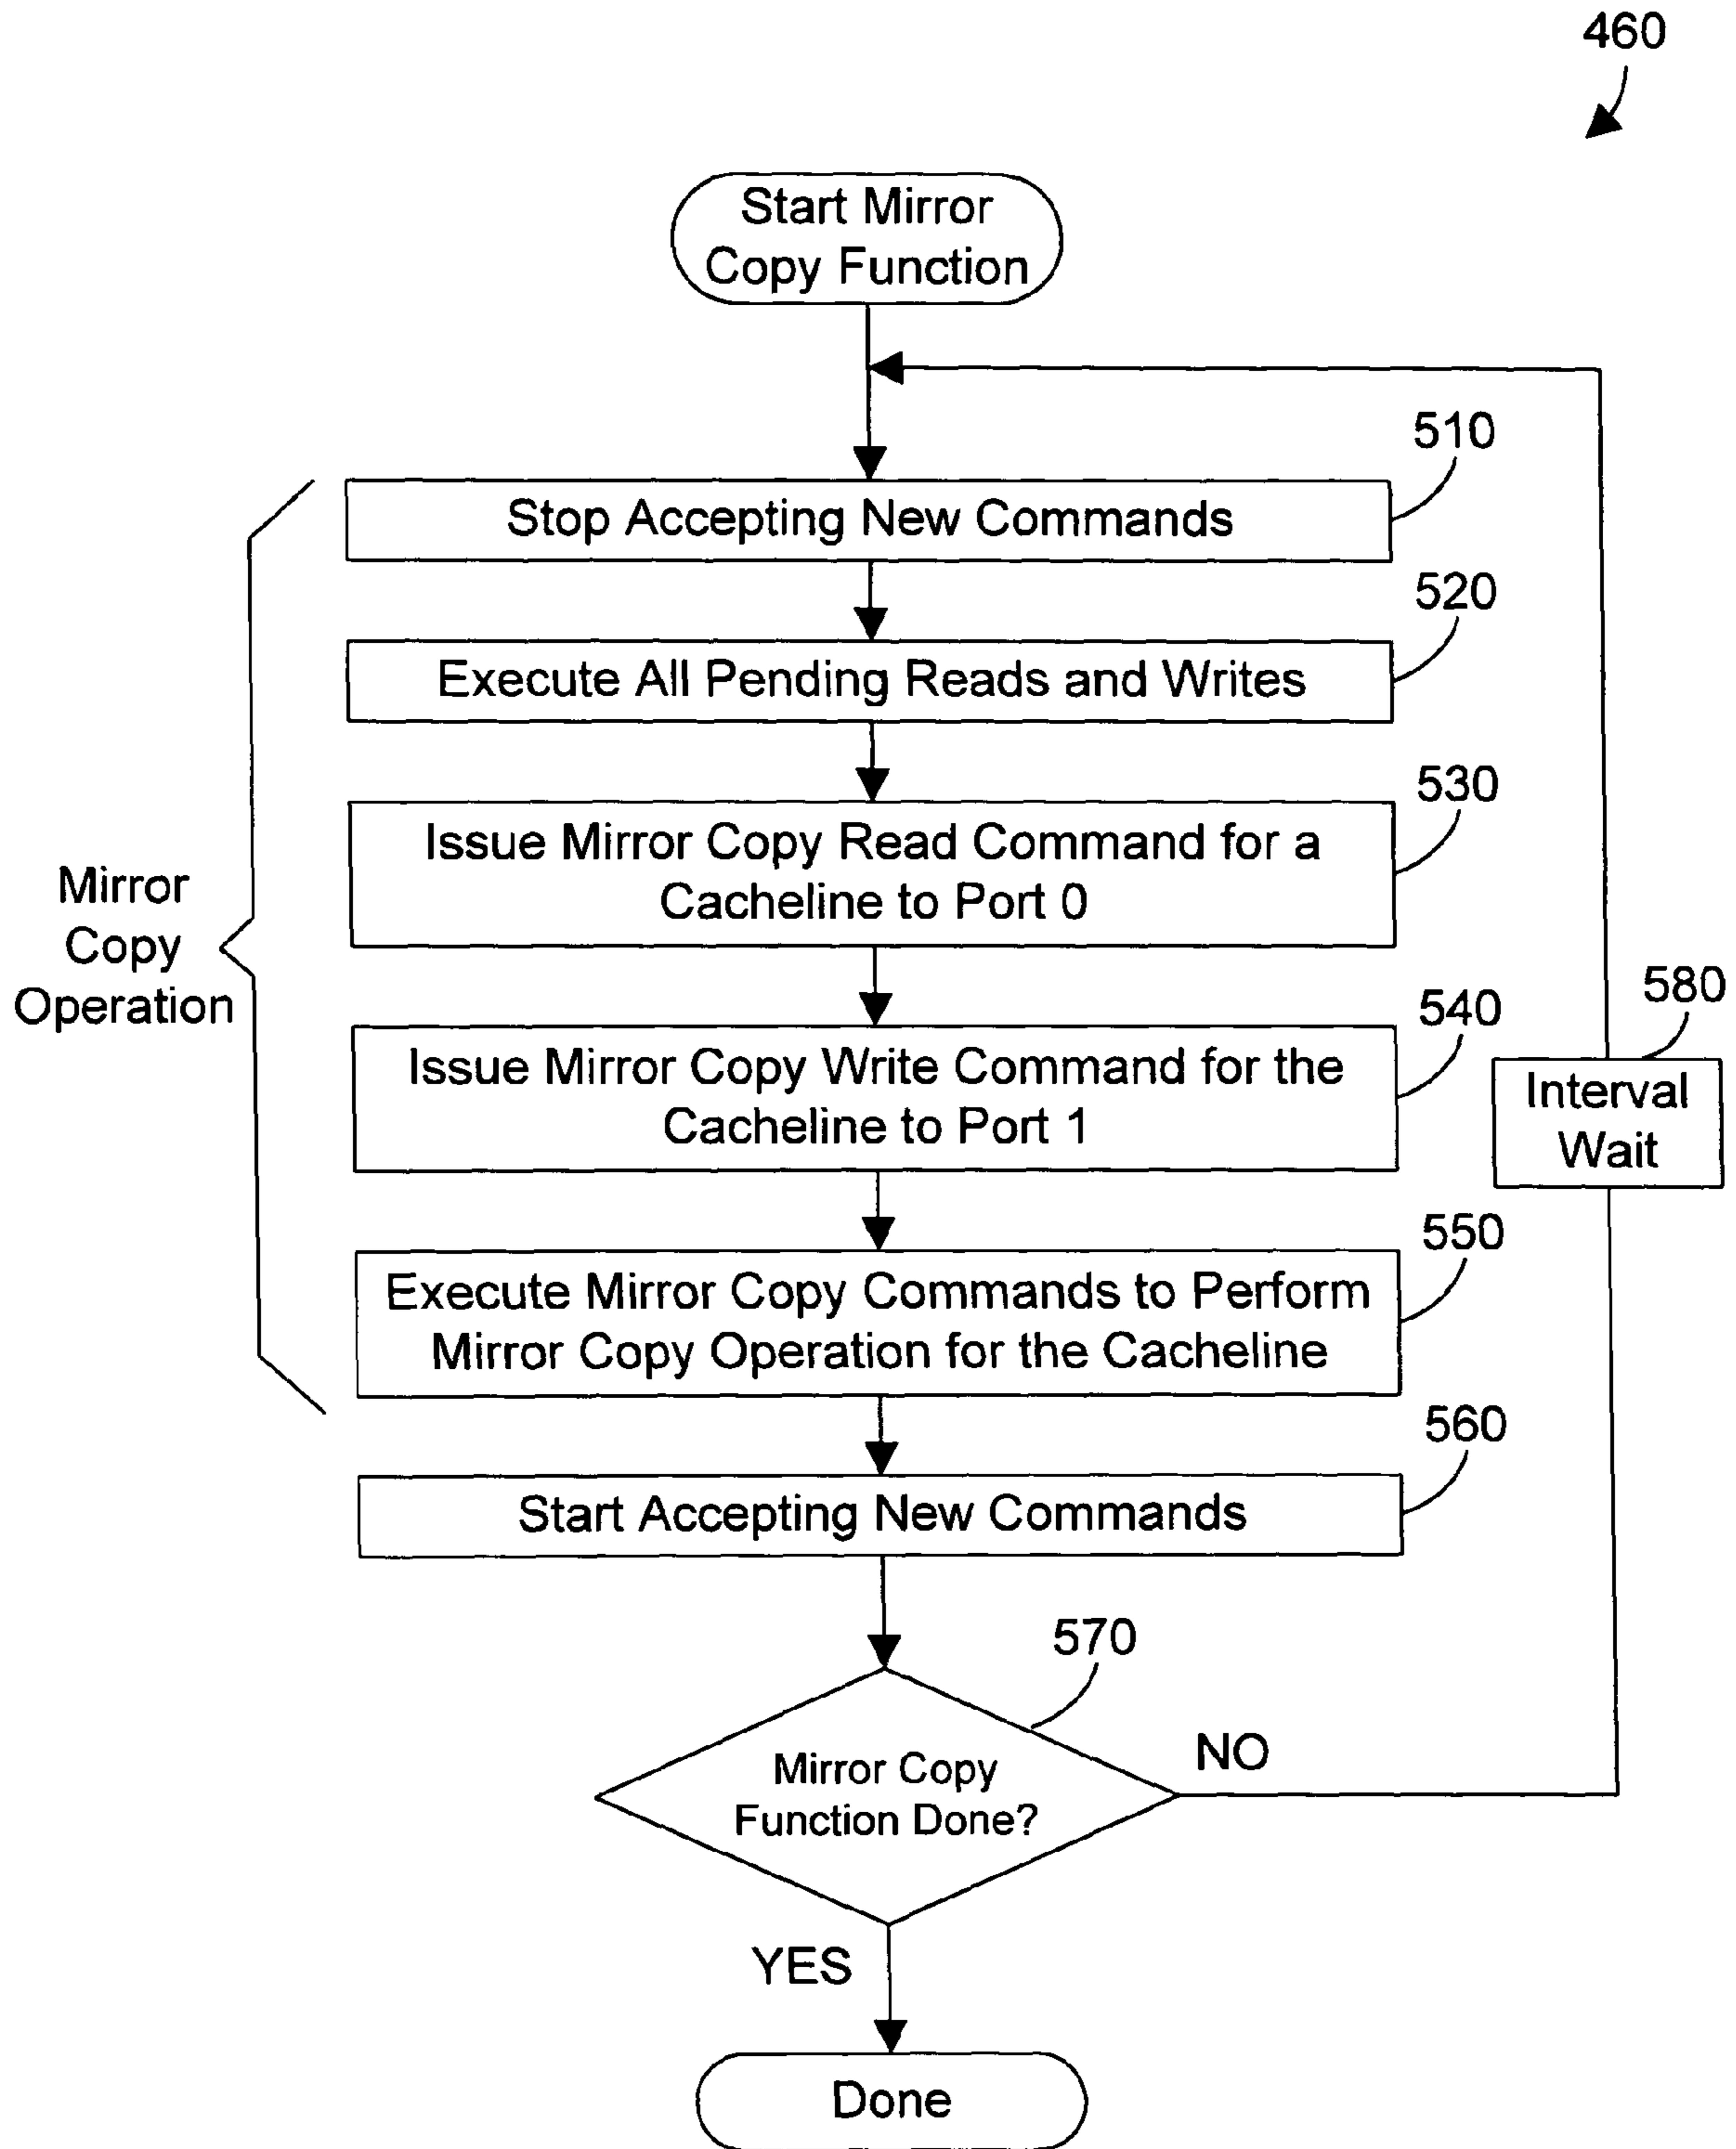 460
Start Mirror
Copy Function
510
Stop Accepting New Commands
520
Execute All Pending Reads and Writes
530
Issue Mirror Copy Read Command for a
Cacheline to Port 0
Mirror
Copy
Operation
540
Issue Mirror Copy Write Command for the
Cacheline to Port 1
580
Interval
Wait
550
Execute Mirror Copy Commands to Perform
Mirror Copy Operation for the Cacheline
560
Start Accepting New Commands
570
Mirror Copy
Function Done?
NO
YES
Done